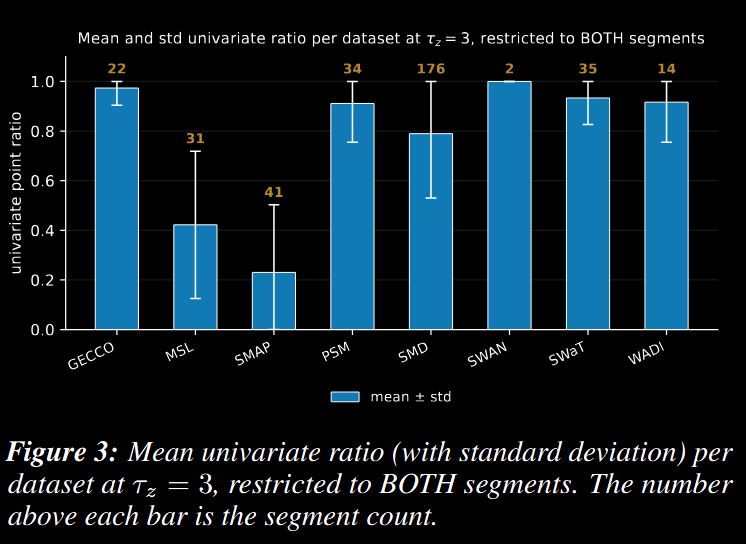 Mean and std univariate ratio per dataset at τz = 3, restricted to BOTH segments
univariate point ratio
1.0
0.8
0.6
0.4
0.2
0.0
22
31
41
34
176
2
35
14
GECCO
MSL
SMAP
PSM
SMD
SWAN
SWaT
WADI
mean ± std
Figure 3: Mean univariate ratio (with standard deviation) per
dataset at τz = 3, restricted to BOTH segments. The number
above each bar is the segment count.